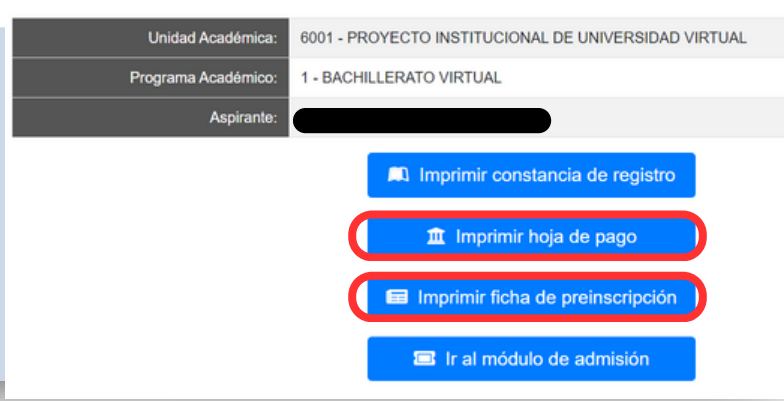 Unidad Académica: 6001 - PROYECTO INSTITUCIONAL DE UNIVERSIDAD VIRTUAL
Programa Académico: 1 - BACHILLERATO VIRTUAL
Aspirante:
Imprimir constancia de registro
Imprimir hoja de pago
Imprimir ficha de preinscripción
Ir al módulo de admisión